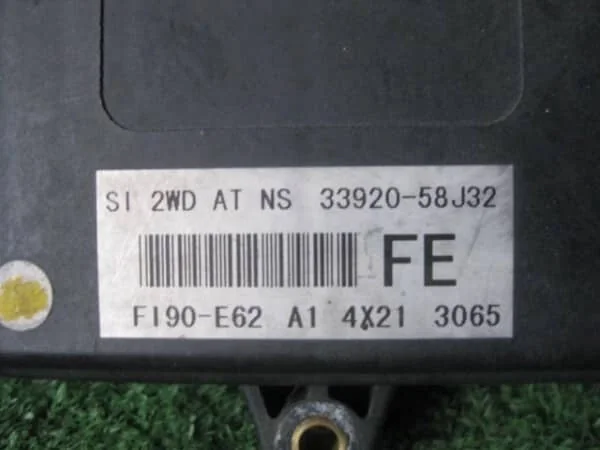 SI 2WD AT NS 33920-58J32
FE
FI90-E62 A1 4X21 3065